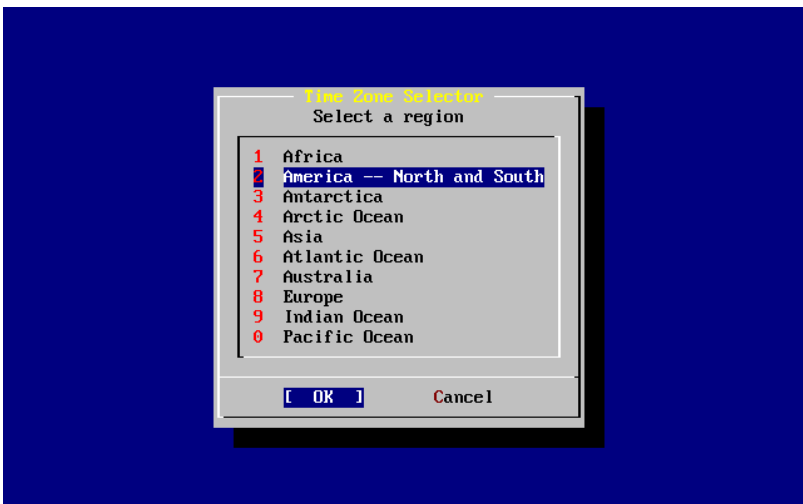 Time Zone Selector
Select a region
1 Africa
2 America -- North and South
3 Antarctica
4 Arctic Ocean
5 Asia
6 Atlantic Ocean
7 Australia
8 Europe
9 Indian Ocean
0 Pacific Ocean
[ OK ] Cancel